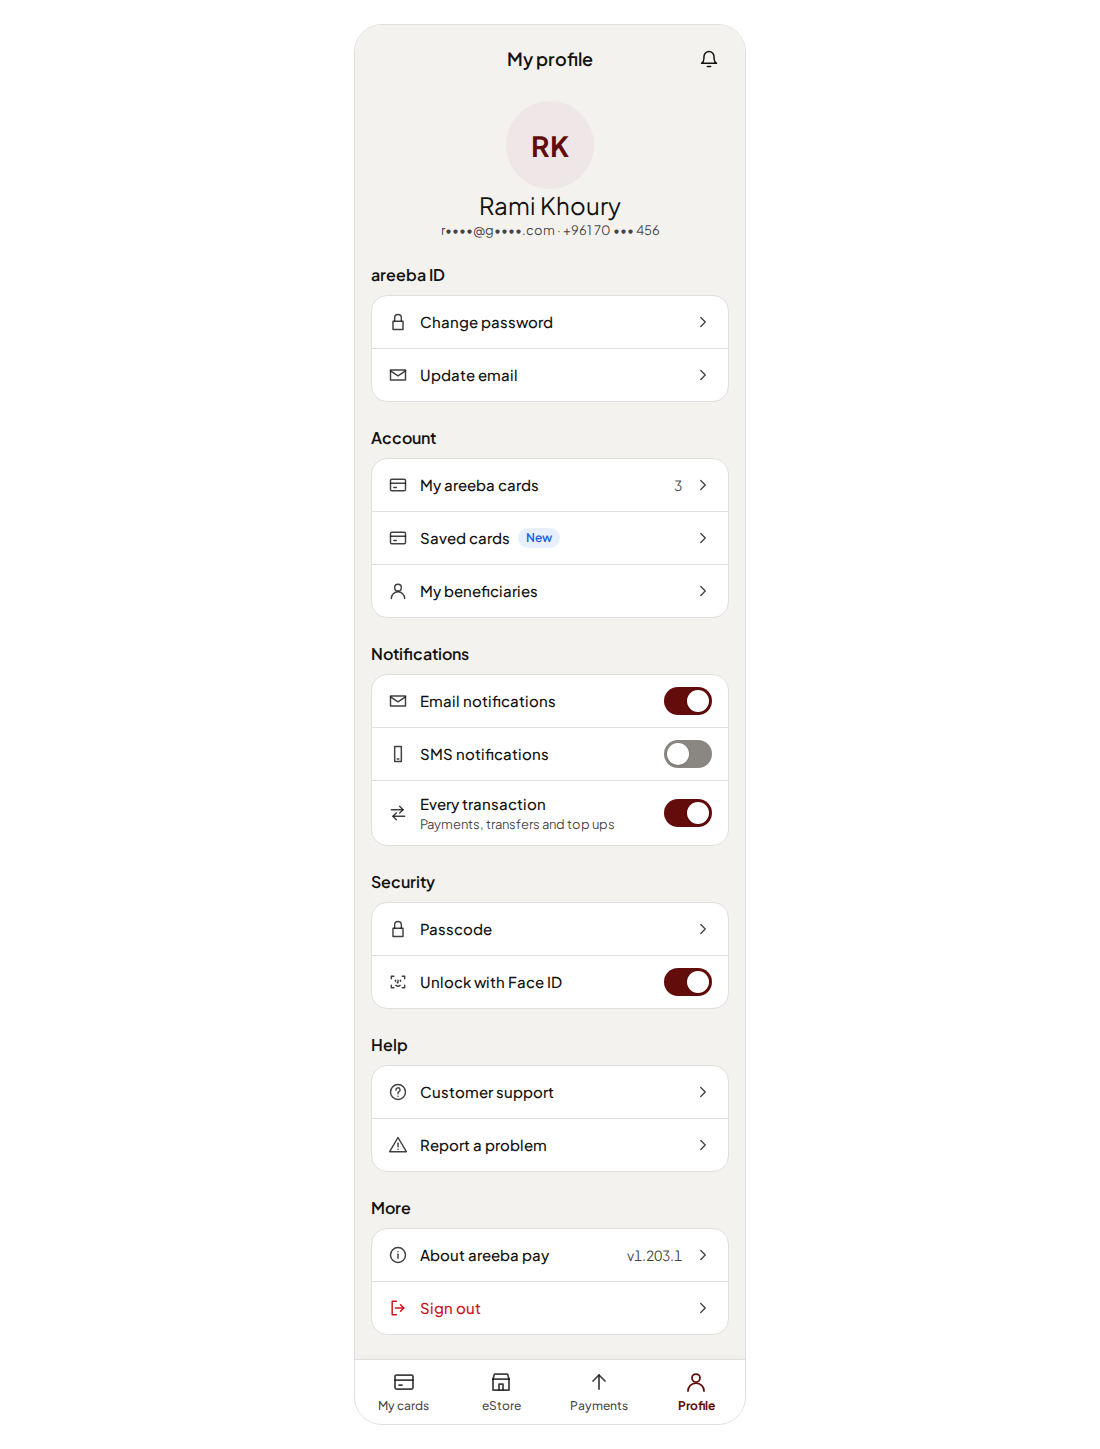 My profile
RK
Rami Khoury
r••••@g••••.com · +961 70 ••• 456
areeba ID
Change password
Update email
Account
My areeba cards 3
Saved cards New
My beneficiaries
Notifications
Email notifications
SMS notifications
Every transaction
Payments, transfers and top ups
Security
Passcode
Unlock with Face ID
Help
Customer support
Report a problem
More
About areeba pay v1.203.1
Sign out
My cards eStore Payments Profile